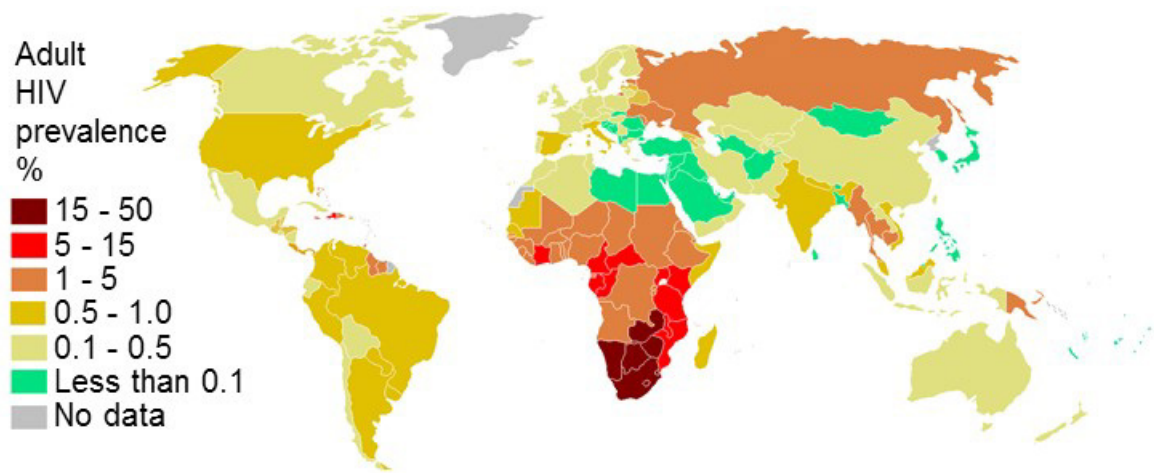 Adult
HIV
prevalence
%
15 - 50
5 - 15
1 - 5
0.5 - 1.0
0.1 - 0.5
Less than 0.1
No data